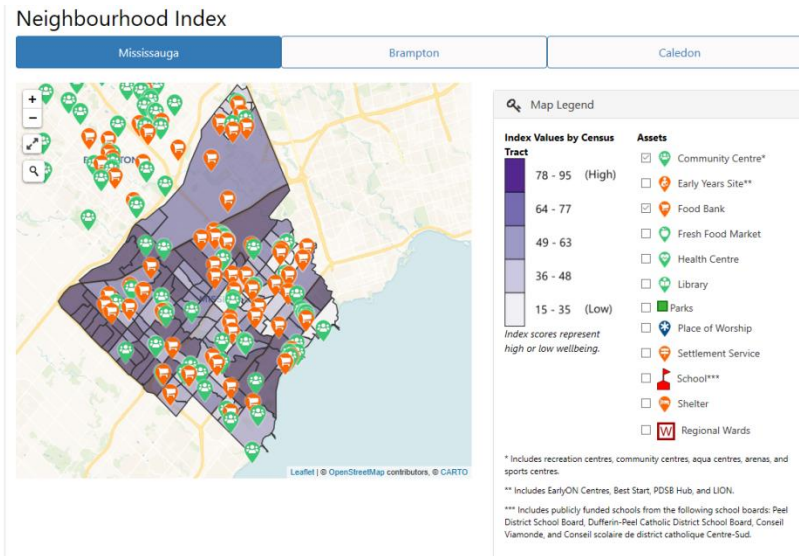 Neighbourhood Index
Mississauga
Brampton
Caledon
+
−
Leaflet | © OpenStreetMap contributors, © CARTO
Map Legend
Index Values by Census Tract
78 - 95 (High)
64 - 77
49 - 63
36 - 48
15 - 35 (Low)
Index scores represent
high or low wellbeing.
Assets
Community Centre*
Early Years Site**
Food Bank
Fresh Food Market
Health Centre
Library
Parks
Place of Worship
Settlement Service
School***
Shelter
W Regional Wards
* Includes recreation centres, community centres, aqua centres, arenas, and
sports centres.
** Includes EarlyON Centres, Best Start, PDSB Hub, and LION.
*** Includes publicly funded schools from the following school boards: Peel
District School Board, Dufferin-Peel Catholic District School Board, Conseil
Viamonde, and Conseil scolaire de district catholique Centre-Sud.